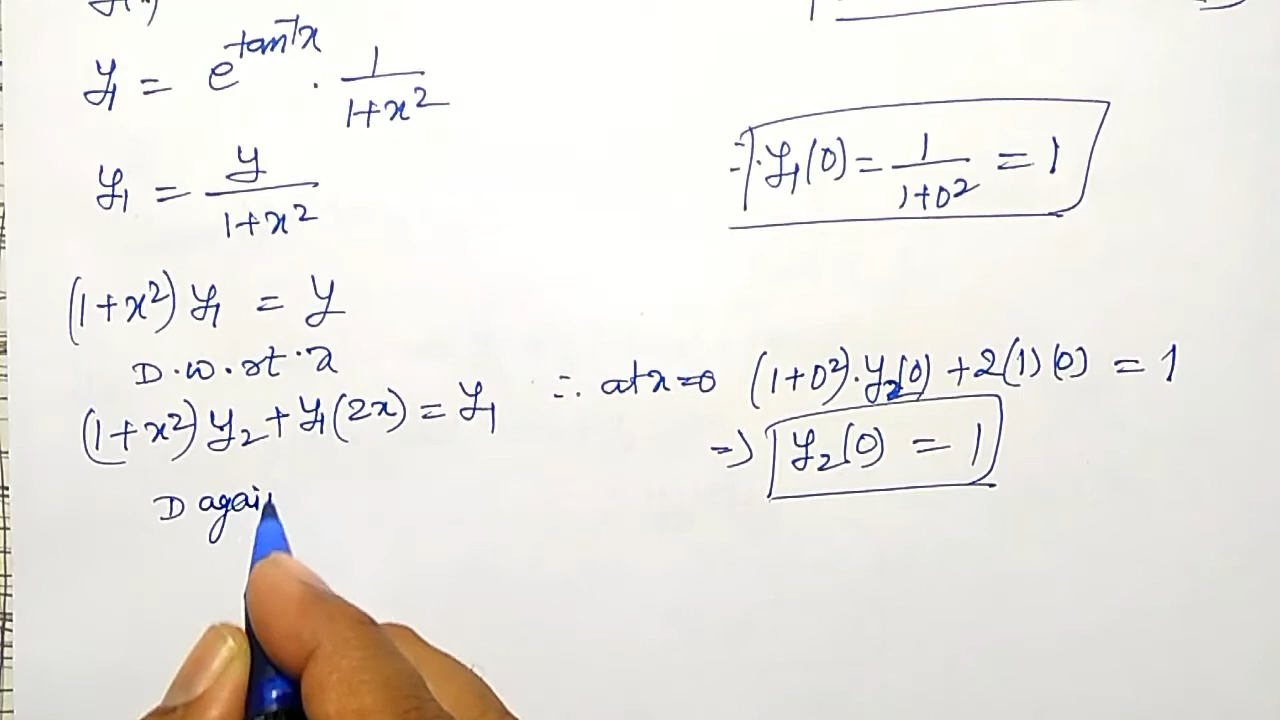 y₁ = e^(tan⁻¹x) · 1/(1+x²)
∴ y₁(0) = 1/(1+0²) = 1
y₁ = y/(1+x²)
(1+x²) y₁ = y
D.w.rt.x
(1+x²) y₂ + y₁(2x) = y₁
∴ at x=0 (1+0²).y₂(0) + 2(1)(0) = 1
⇒ y₂(0) = 1
D agai